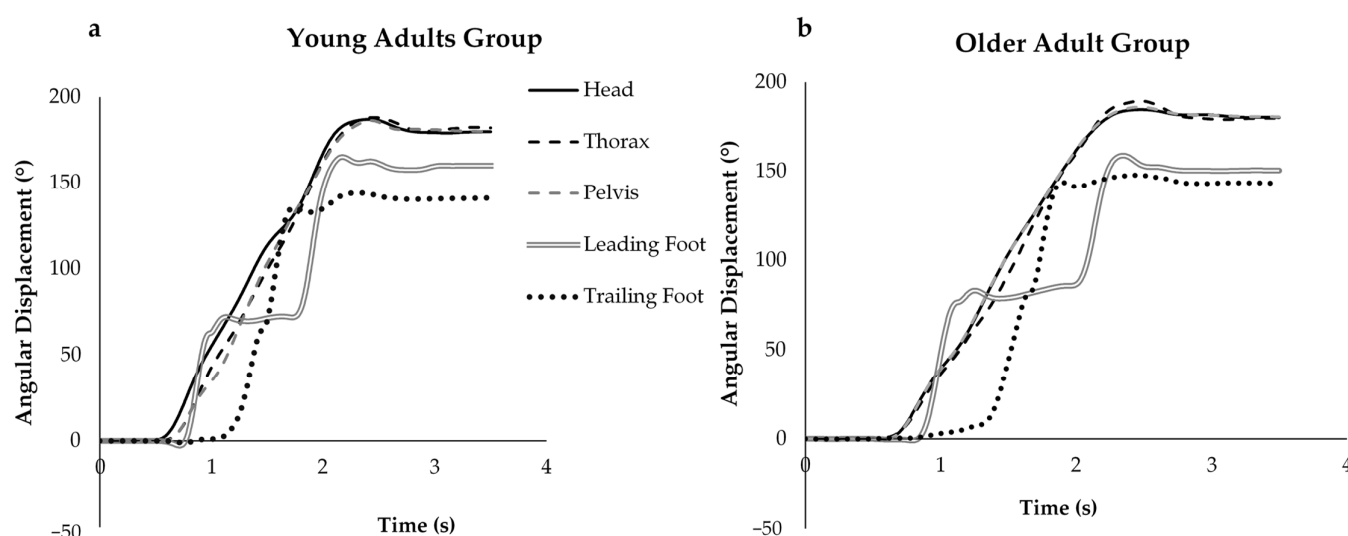 a
Young Adults Group
Angular Displacement (°)
200
150
100
50
0
–50
0
1
2
3
4
Time (s)
Head
Thorax
Pelvis
Leading Foot
Trailing Foot
b
Older Adult Group
Angular Displacement (°)
200
150
100
50
0
–50
0
1
2
3
4
Time (s)